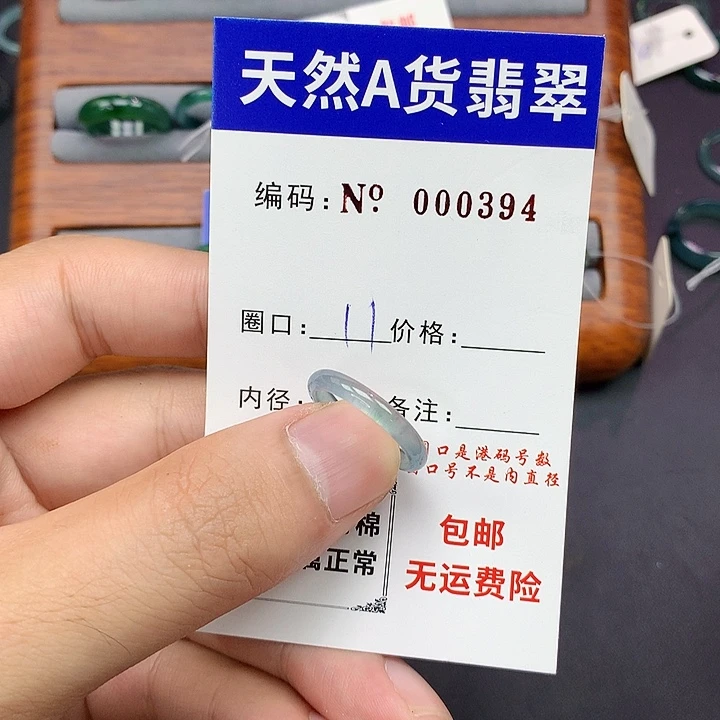 天然A货翡翠
编码：Nº 000394
圈口：11 价格：
内径： 备注：
口是港码号数
口号不是内直径
棉
包邮
属正常
无运费险